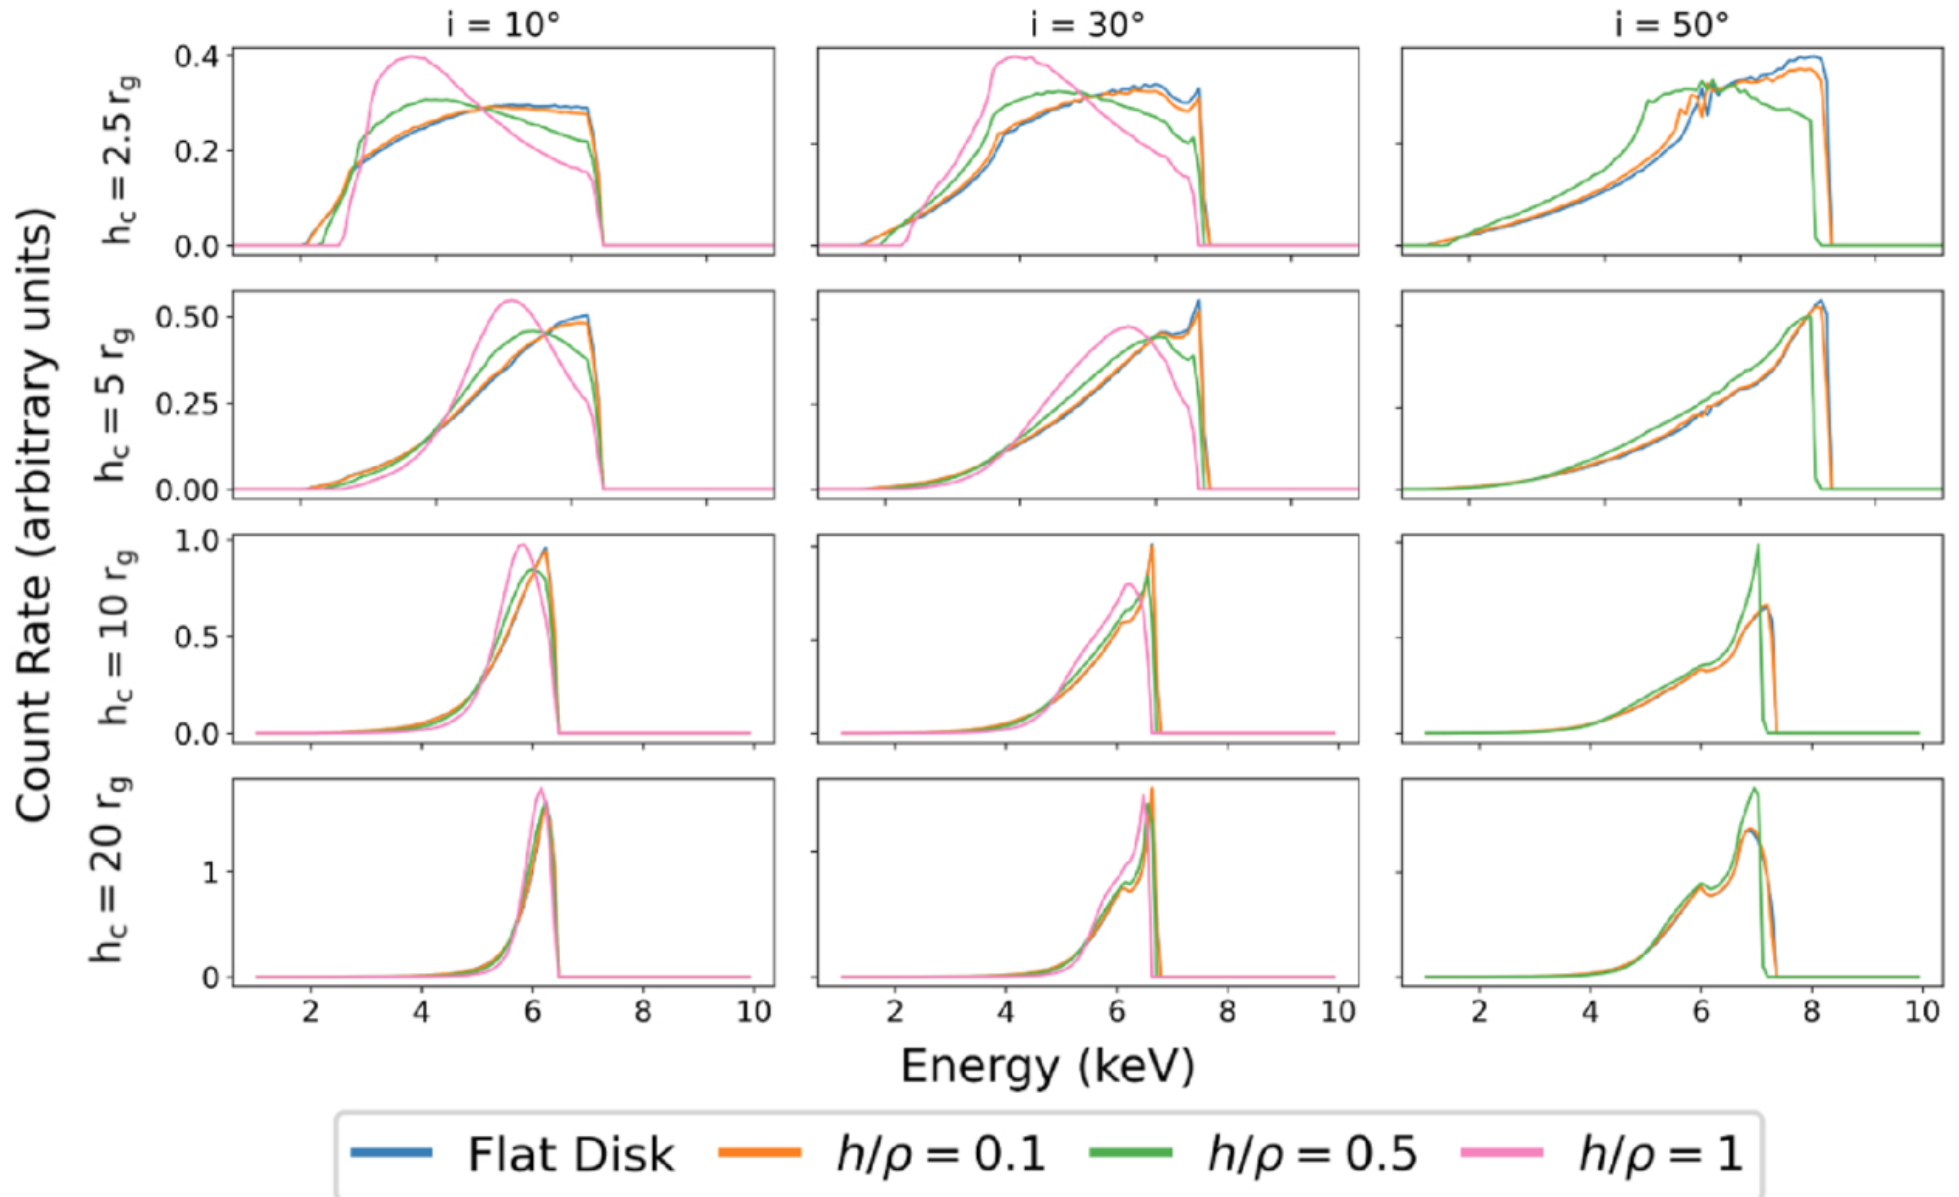 i = 10° i = 30° i = 50°
Count Rate (arbitrary units)
h_c = 2.5 r_g
0.4
0.2
0.0
h_c = 5 r_g
0.50
0.25
0.00
h_c = 10 r_g
1.0
0.5
0.0
h_c = 20 r_g
1
0
2 4 6 8 10 2 4 6 8 10 2 4 6 8 10
Energy (keV)
Flat Disk h/ρ = 0.1 h/ρ = 0.5 h/ρ = 1